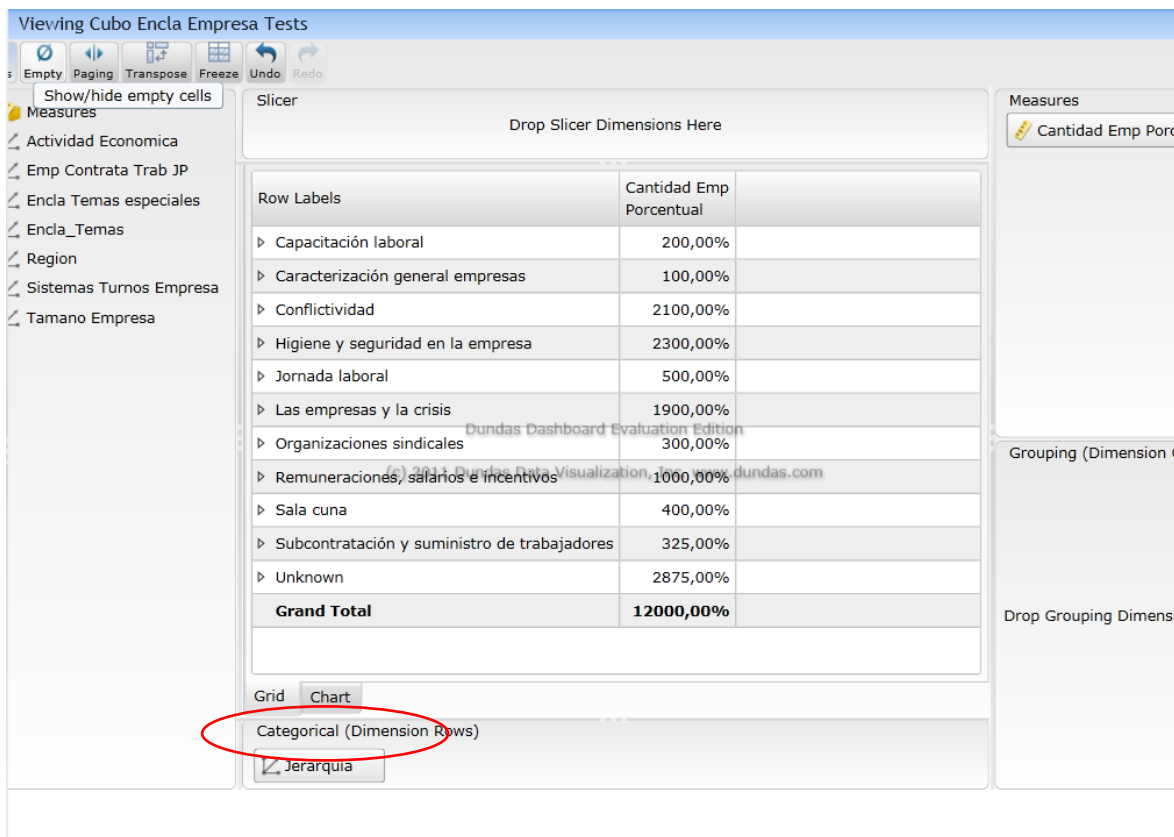 Viewing Cubo Encla Empresa Tests
s Empty Paging Transpose Freeze Undo Redo
Show/hide empty cells
Measures
Actividad Economica
Emp Contrata Trab JP
Encla Temas especiales
Encla_Temas
Region
Sistemas Turnos Empresa
Tamano Empresa
Slicer
Drop Slicer Dimensions Here
Row Labels
Cantidad Emp
Porcentual
Capacitación laboral 200,00%
Caracterización general empresas 100,00%
Conflictividad 2100,00%
Higiene y seguridad en la empresa 2300,00%
Jornada laboral 500,00%
Las empresas y la crisis 1900,00%
Dundas Dashboard Evaluation Edition
Organizaciones sindicales 300,00%
(c) 2011 Dundas Data Visualization, Inc. www.dundas.com
Remuneraciones, salarios e incentivos 1000,00%
Sala cuna 400,00%
Subcontratación y suministro de trabajadores 325,00%
Unknown 2875,00%
Grand Total 12000,00%
Grid Chart
Categorical (Dimension Rows)
Jerarquia
Measures
Cantidad Emp Porc
Grouping (Dimension
Drop Grouping Dimens